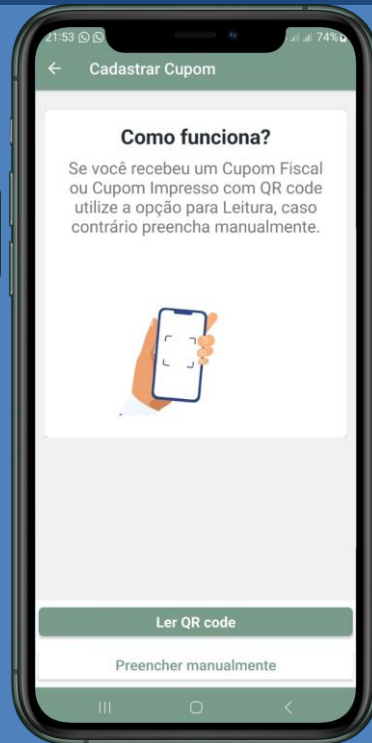 21:53 74%
Cadastrar Cupom
Como funciona?
Se você recebeu um Cupom Fiscal
ou Cupom Impresso com QR code
utilize a opção para Leitura, caso
contrário preencha manualmente.
Ler QR code
Preencher manualmente